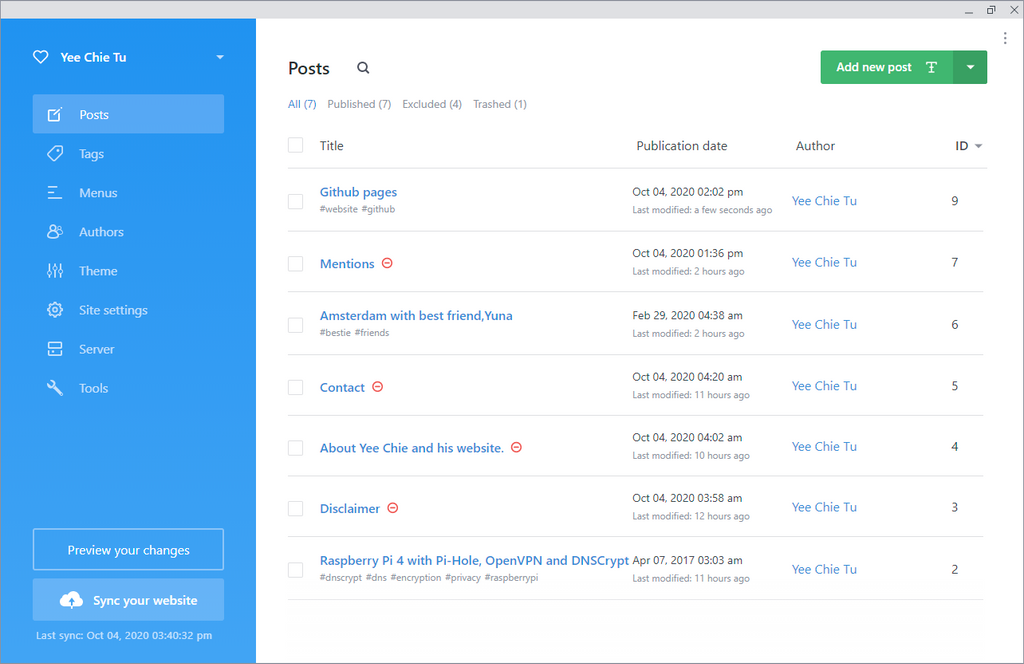 Yee Chie Tu
Posts
Tags
Menus
Authors
Theme
Site settings
Server
Tools
Preview your changes
Sync your website
Last sync: Oct 04, 2020 03:40:32 pm
Posts
Add new post
All (7) Published (7) Excluded (4) Trashed (1)
Title Publication date Author ID
Github pages Oct 04, 2020 02:02 pm Yee Chie Tu 9
#website #github Last modified: a few seconds ago
Mentions Oct 04, 2020 01:36 pm Yee Chie Tu 7
Last modified: 2 hours ago
Amsterdam with best friend,Yuna Feb 29, 2020 04:38 am Yee Chie Tu 6
#bestie #friends Last modified: 2 hours ago
Contact Oct 04, 2020 04:20 am Yee Chie Tu 5
Last modified: 11 hours ago
About Yee Chie and his website. Oct 04, 2020 04:02 am Yee Chie Tu 4
Last modified: 10 hours ago
Disclaimer Oct 04, 2020 03:58 am Yee Chie Tu 3
Last modified: 12 hours ago
Raspberry Pi 4 with Pi-Hole, OpenVPN and DNSCrypt Apr 07, 2017 03:03 am Yee Chie Tu 2
#dnscrypt #dns #encryption #privacy #raspberrypi Last modified: 11 hours ago